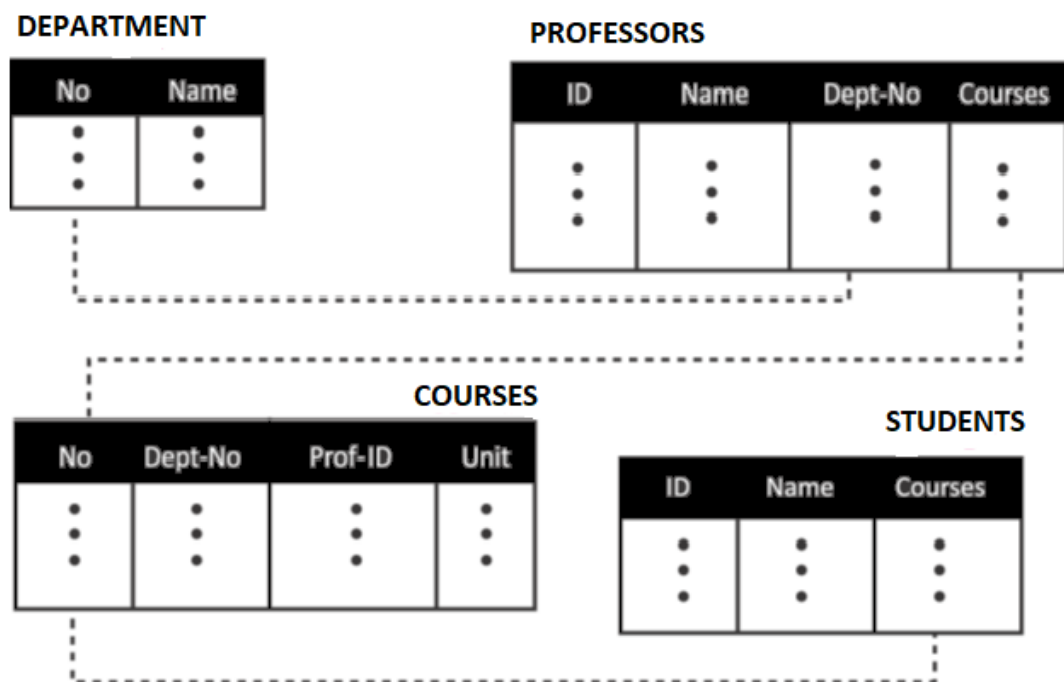 DEPARTMENT
No Name
PROFESSORS
ID Name Dept-No Courses
COURSES
No Dept-No Prof-ID Unit
STUDENTS
ID Name Courses